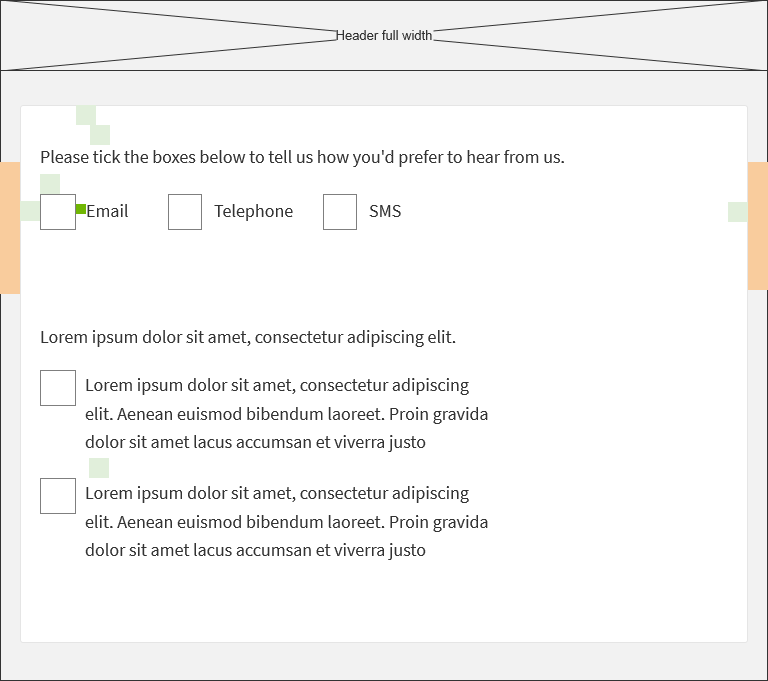 Header full width
Please tick the boxes below to tell us how you'd prefer to hear from us.
Email Telephone SMS
Lorem ipsum dolor sit amet, consectetur adipiscing elit.
Lorem ipsum dolor sit amet, consectetur adipiscing
elit. Aenean euismod bibendum laoreet. Proin gravida
dolor sit amet lacus accumsan et viverra justo
Lorem ipsum dolor sit amet, consectetur adipiscing
elit. Aenean euismod bibendum laoreet. Proin gravida
dolor sit amet lacus accumsan et viverra justo